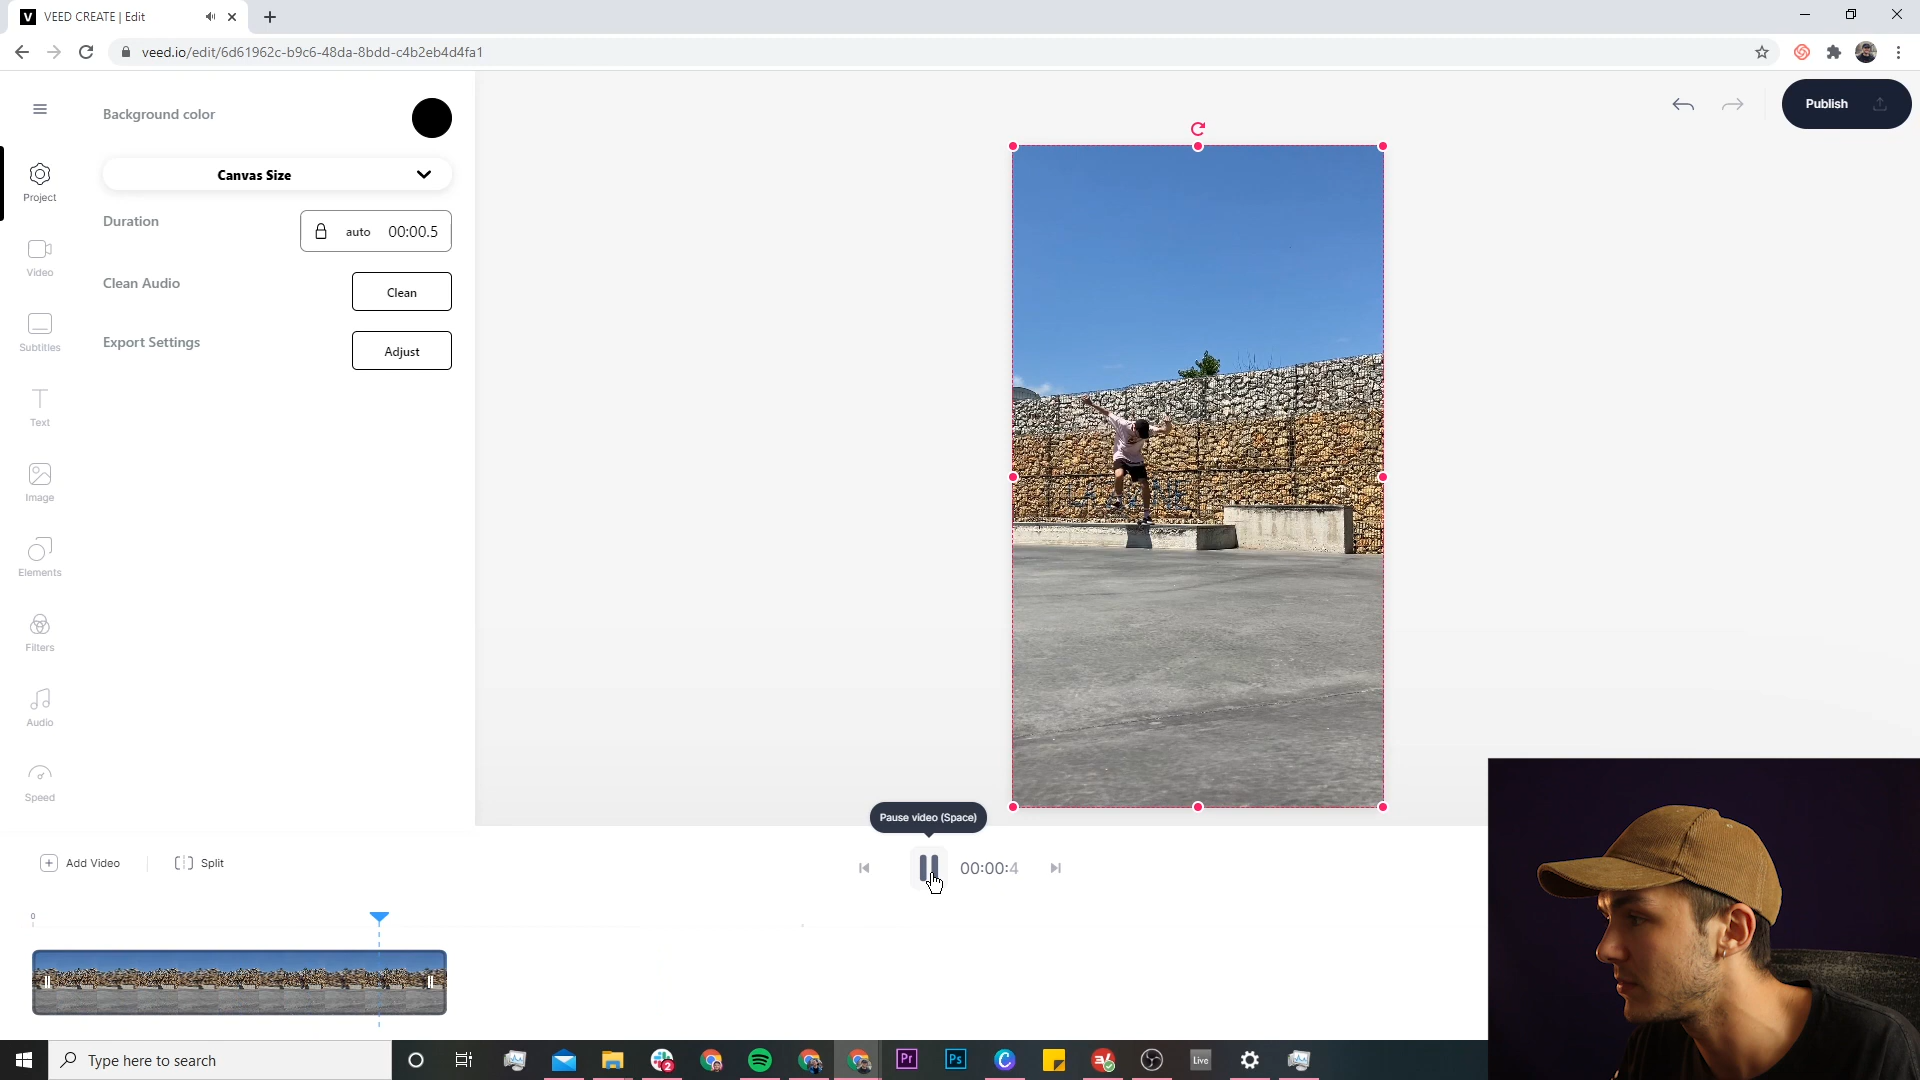 VEED CREATE | Edit
veed.io/edit/6d61962c-b9c6-48da-8bdd-c4b2eb4d4fa1
Background color
Publish
Canvas Size
Project
Duration
auto 00:00.5
Video
Clean Audio
Clean
Subtitles
Export Settings
Adjust
Text
Image
Elements
Filters
Audio
Speed
Pause video (Space)
Add Video
Split
00:00:4
0
Type here to search
2
Pr
Ps
Live